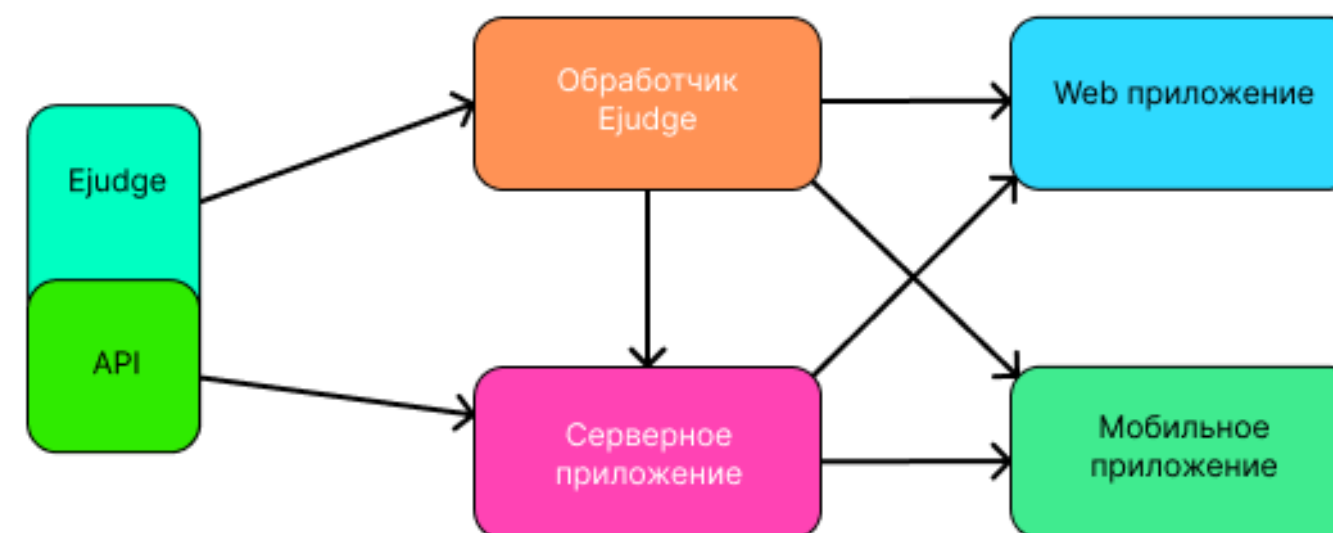 Ejudge
API
Обработчик
Ejudge
Серверное
приложение
Web приложение
Мобильное
приложение